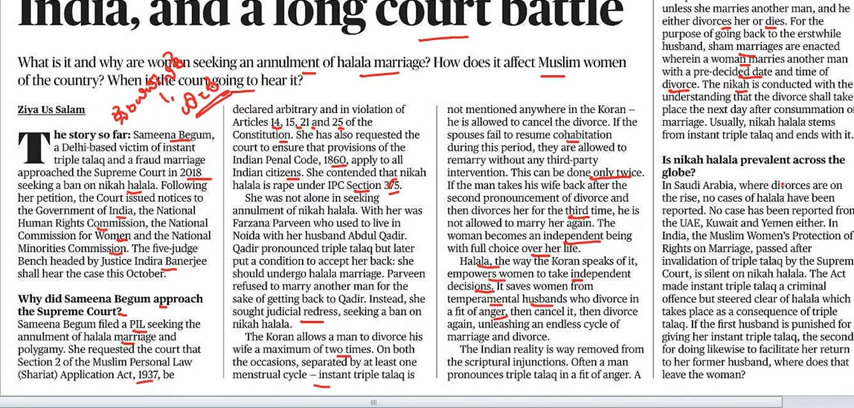 India, and a long court battle
What is it and why are women seeking an annulment of halala marriage? How does it affect Muslim women
of the country? When is the court going to hear it?
Ziya Us Salam
The story so far: Sameena Begum,
a Delhi-based victim of instant
triple talaq and a fraud marriage
approached the Supreme Court in 2018
seeking a ban on nikah halala. Following
her petition, the Court issued notices to
the Government of India, the National
Human Rights Commission, the National
Commission for Women and the National
Minorities Commission. The five-judge
Bench headed by Justice Indira Banerjee
shall hear the case this October.
Why did Sameena Begum approach
the Supreme Court?
Sameena Begum filed a PIL seeking the
annulment of halala marriage and
polygamy. She requested the court that
Section 2 of the Muslim Personal Law
(Shariat) Application Act, 1937, be
declared arbitrary and in violation of
Articles 14, 15, 21 and 25 of the
Constitution. She has also requested the
court to ensure that provisions of the
Indian Penal Code, 1860, apply to all
Indian citizens. She contended that nikah
halala is rape under IPC Section 375.
She was not alone in seeking
annulment of nikah halala. With her was
Farzana Parveen who used to live in
Noida with her husband Abdul Qadir.
Qadir pronounced triple talaq but later
put a condition to accept her back: she
should undergo halala marriage. Parveen
refused to marry another man for the
sake of getting back to Qadir. Instead, she
sought judicial redress, seeking a ban on
nikah halala.
The Koran allows a man to divorce his
wife a maximum of two times. On both
the occasions, separated by at least one
menstrual cycle – instant triple talaq is
not mentioned anywhere in the Koran –
he is allowed to cancel the divorce. If the
spouses fail to resume cohabitation
during this period, they are allowed to
remarry without any third-party
intervention. This can be done only twice.
If the man takes his wife back after the
second pronouncement of divorce and
then divorces her for the third time, he is
not allowed to marry her again. The
woman becomes an independent being
with full choice over her life.
Halala, the way the Koran speaks of it,
empowers women to take independent
decisions. It saves women from
temperamental husbands who divorce in
a fit of anger, then cancel it, then divorce
again, unleashing an endless cycle of
marriage and divorce.
The Indian reality is way removed from
the scriptural injunctions. Often a man
pronounces triple talaq in a fit of anger. A
unless she marries another man, and he
either divorces her or dies. For the
purpose of going back to the erstwhile
husband, sham marriages are enacted
wherein a woman marries another man
with a pre-decided date and time of
divorce. The nikah is conducted with the
understanding that the divorce shall take
place the next day after consummation of
marriage. Usually, nikah halala stems
from instant triple talaq and ends with it.
Is nikah halala prevalent across the
globe?
In Saudi Arabia, where divorces are on
the rise, no cases of halala have been
reported. No case has been reported from
the UAE, Kuwait and Yemen either. In
India, the Muslim Women's Protection of
Rights on Marriage, passed after
invalidation of triple talaq by the Supreme
Court, is silent on nikah halala. The Act
made instant triple talaq a criminal
offence but steered clear of halala which
takes place as a consequence of triple
talaq. If the first husband is punished for
giving her instant triple talaq, the second
for doing likewise to facilitate her return
to her former husband, where does that
leave the woman?